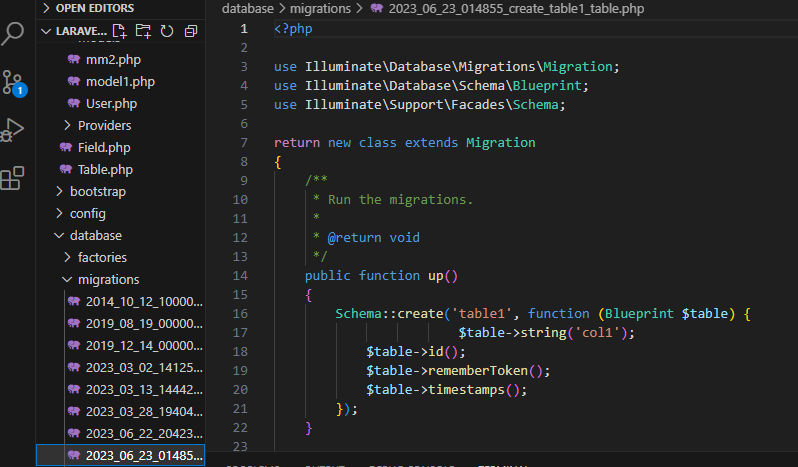 OPEN EDITORS
LARAVE...
mm2.php
model1.php
User.php
Providers
Field.php
Table.php
bootstrap
config
database
factories
migrations
2014_10_12_10000...
2019_08_19_00000...
2019_12_14_00000...
2023_03_02_14125...
2023_03_13_14442...
2023_03_28_19404...
2023_06_22_20423...
2023_06_23_01485...
1
database > migrations > 2023_06_23_014855_create_table1_table.php
1 <?php
2
3 use Illuminate\Database\Migrations\Migration;
4 use Illuminate\Database\Schema\Blueprint;
5 use Illuminate\Support\Facades\Schema;
6
7 return new class extends Migration
8 {
9 /**
10 * Run the migrations.
11 *
12 * @return void
13 */
14 public function up()
15 {
16 Schema::create('table1', function (Blueprint $table) {
17 $table->string('col1');
18 $table->id();
19 $table->rememberToken();
20 $table->timestamps();
21 });
22 }
23